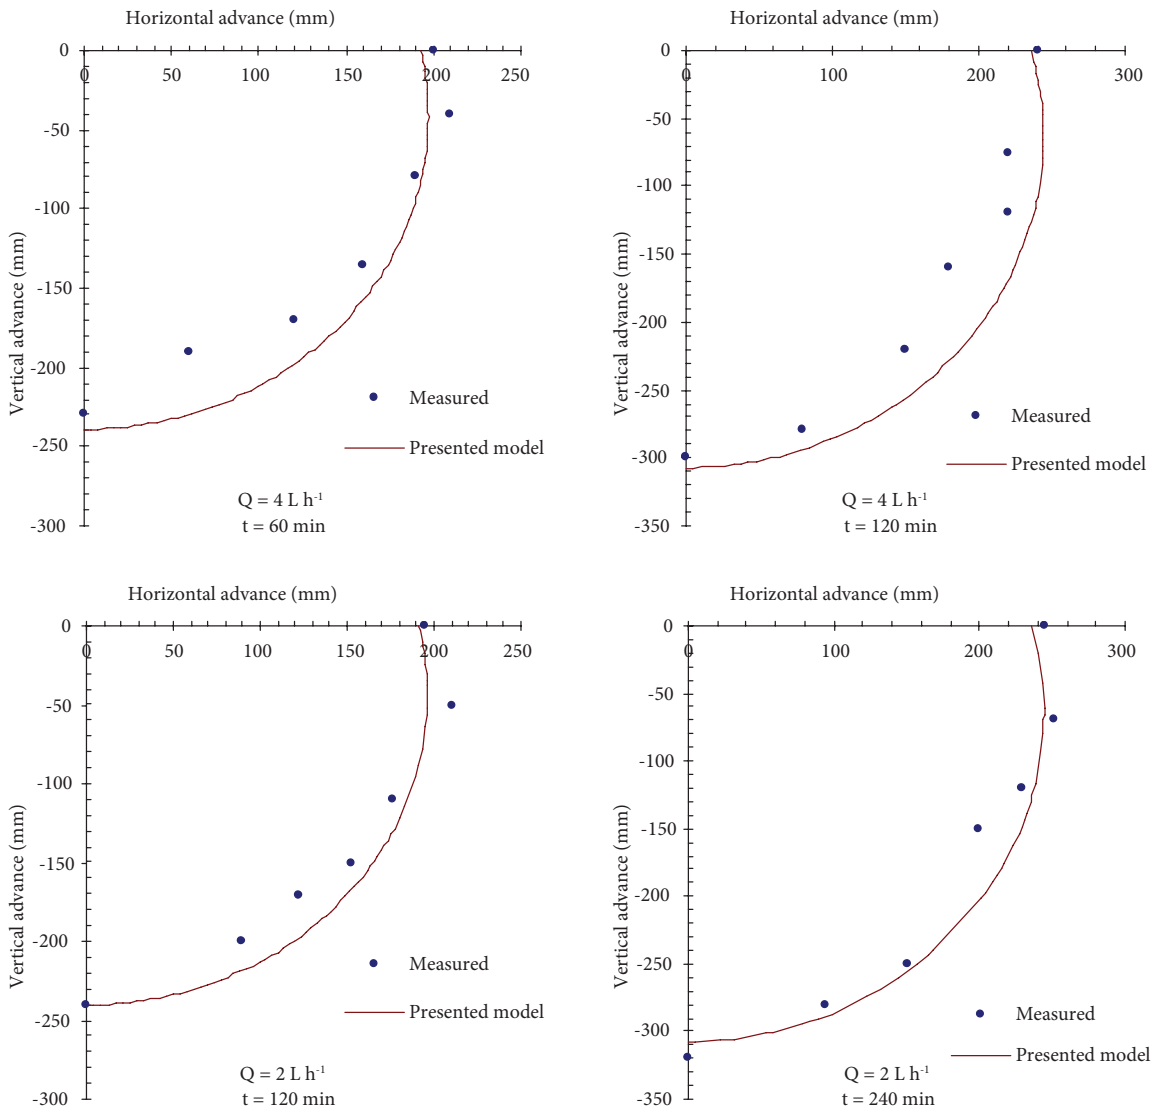 Horizontal advance (mm)
0
0 50 100 150 200 250
-50
-100
-150
-200
-250
-300
Vertical advance (mm)
Measured
Presented model
Q = 4 L h⁻¹
t = 60 min
Horizontal advance (mm)
0
0 100 200 300
-50
-100
-150
-200
-250
-300
-350
Vertical advance (mm)
Measured
Presented model
Q = 4 L h⁻¹
t = 120 min
Horizontal advance (mm)
0
0 50 100 150 200 250
-50
-100
-150
-200
-250
-300
Vertical advance (mm)
Measured
Presented model
Q = 2 L h⁻¹
t = 120 min
Horizontal advance (mm)
0
0 100 200 300
-50
-100
-150
-200
-250
-300
-350
Vertical advance (mm)
Measured
Presented model
Q = 2 L h⁻¹
t = 240 min